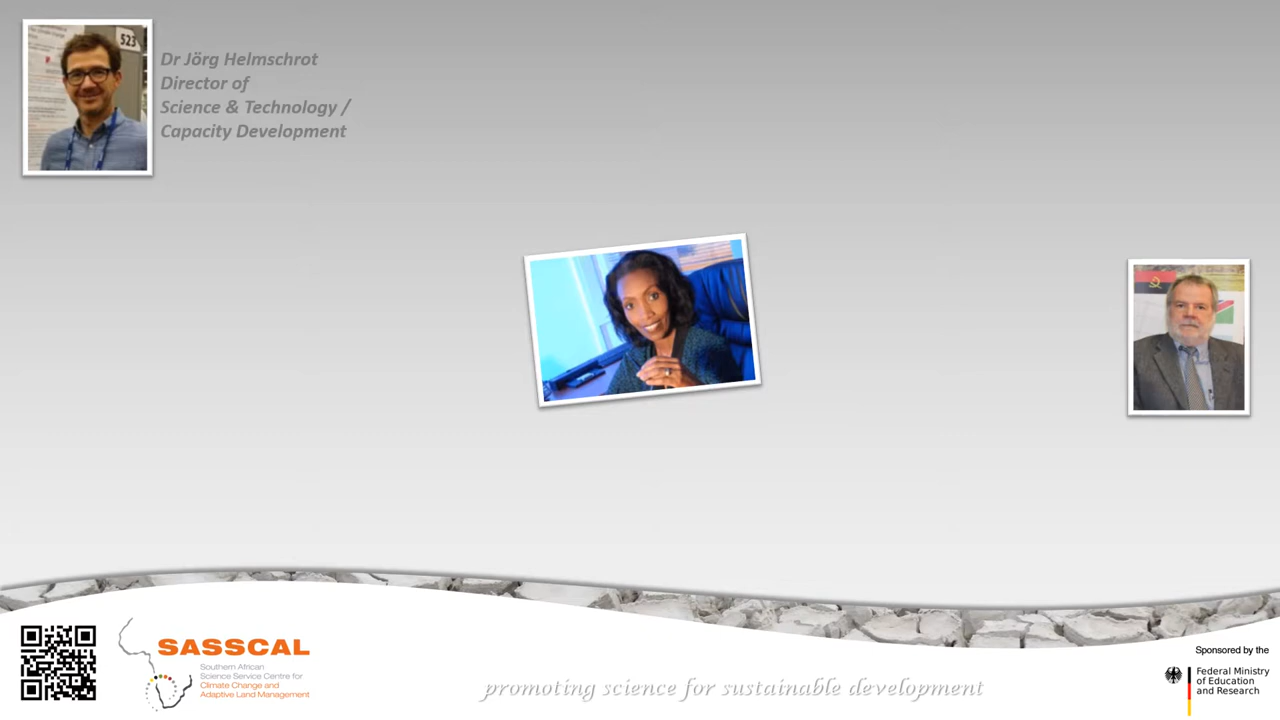 523
Dr Jörg Helmschrot
Director of
Science & Technology /
Capacity Development
SASSCAL
Southern African
Science Service Centre for
Climate Change and
Adaptive Land Management
promoting science for sustainable development
Sponsored by the
Federal Ministry
of Education
and Research